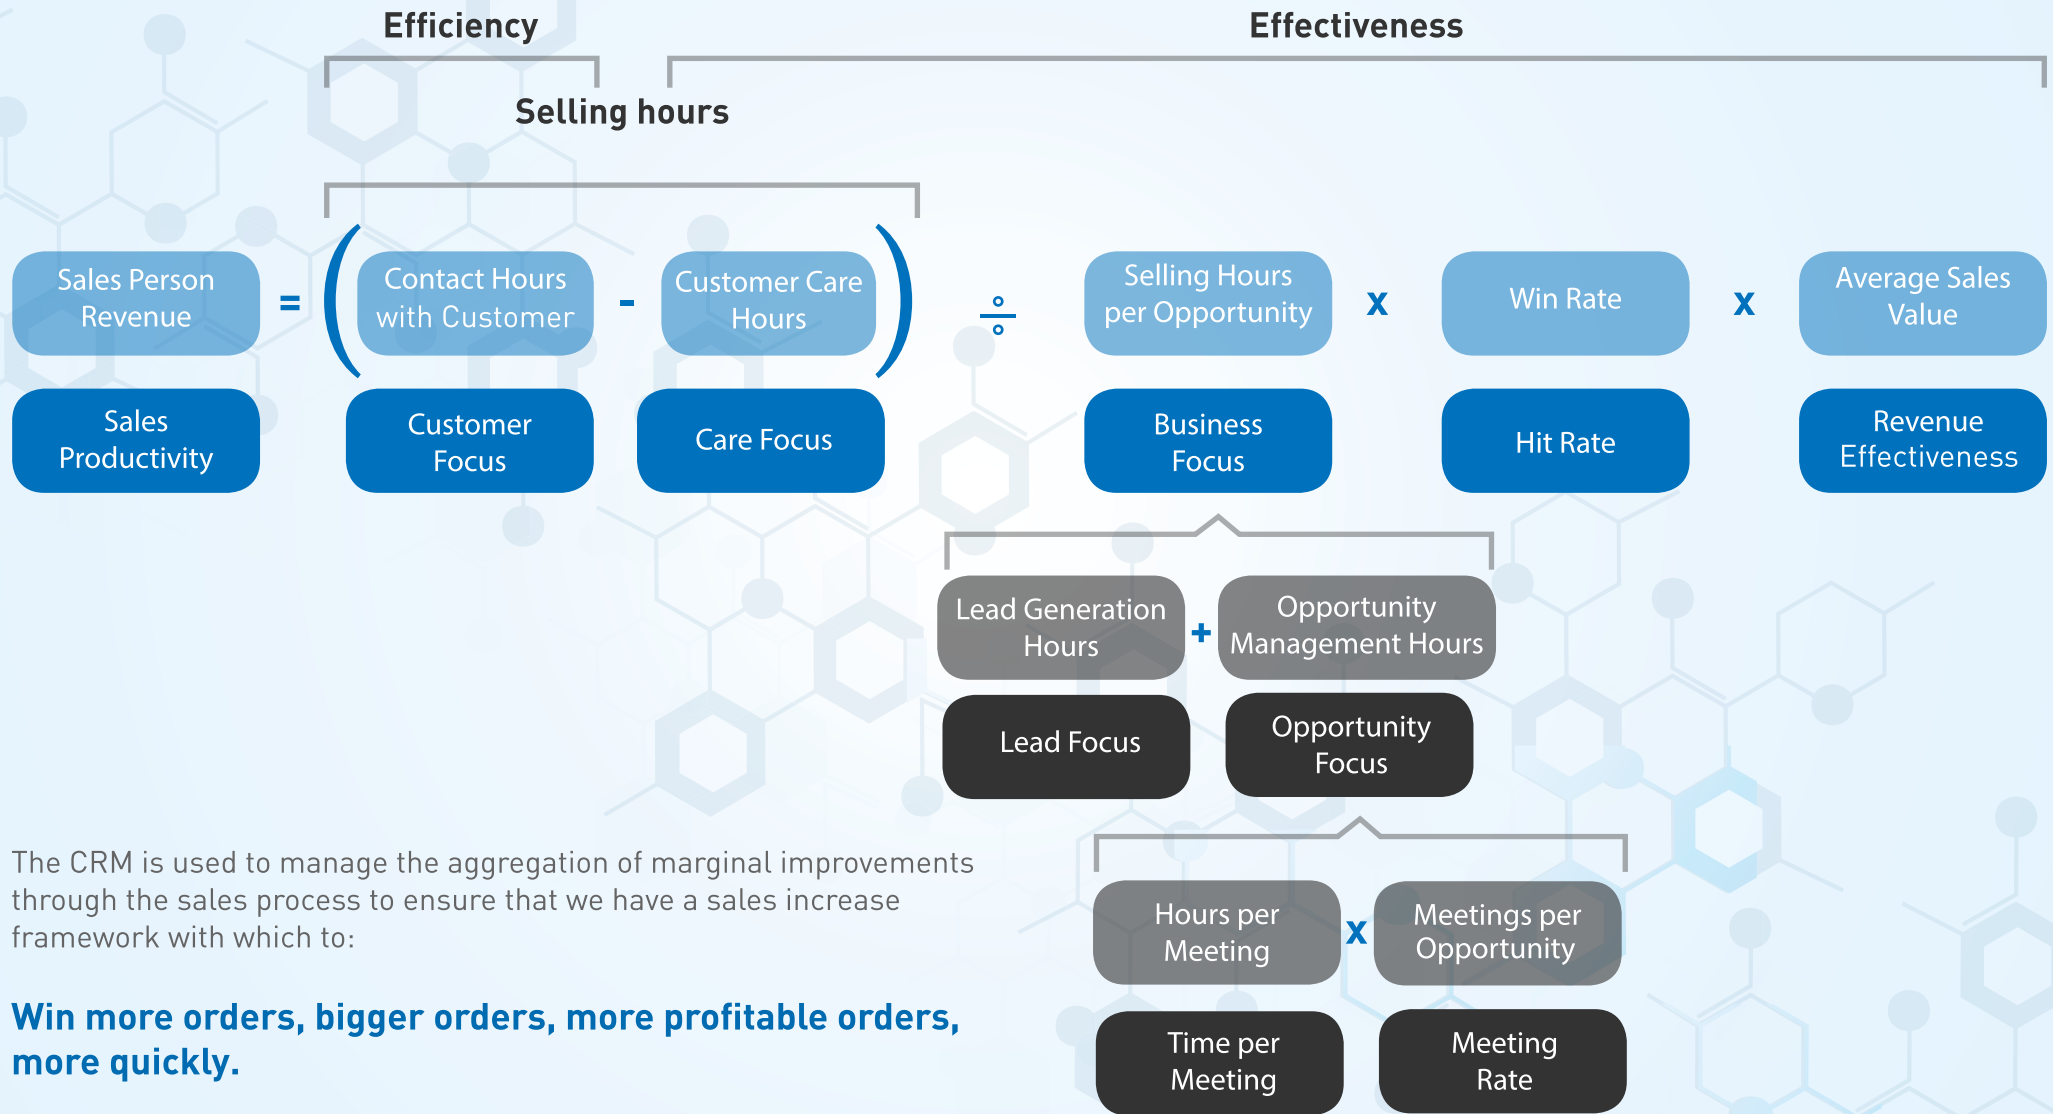 Efficiency
Effectiveness
Selling hours
Sales Person
Revenue
=
(
Contact Hours
with Customer
-
Customer Care
Hours
)
÷
Selling Hours
per Opportunity
x
Win Rate
x
Average Sales
Value
Sales
Productivity
Customer
Focus
Care Focus
Business
Focus
Hit Rate
Revenue
Effectiveness
Lead Generation
Hours
+
Opportunity
Management Hours
Lead Focus
Opportunity
Focus
Hours per
Meeting
x
Meetings per
Opportunity
Time per
Meeting
Meeting
Rate
The CRM is used to manage the aggregation of marginal improvements
through the sales process to ensure that we have a sales increase
framework with which to:
Win more orders, bigger orders, more profitable orders,
more quickly.